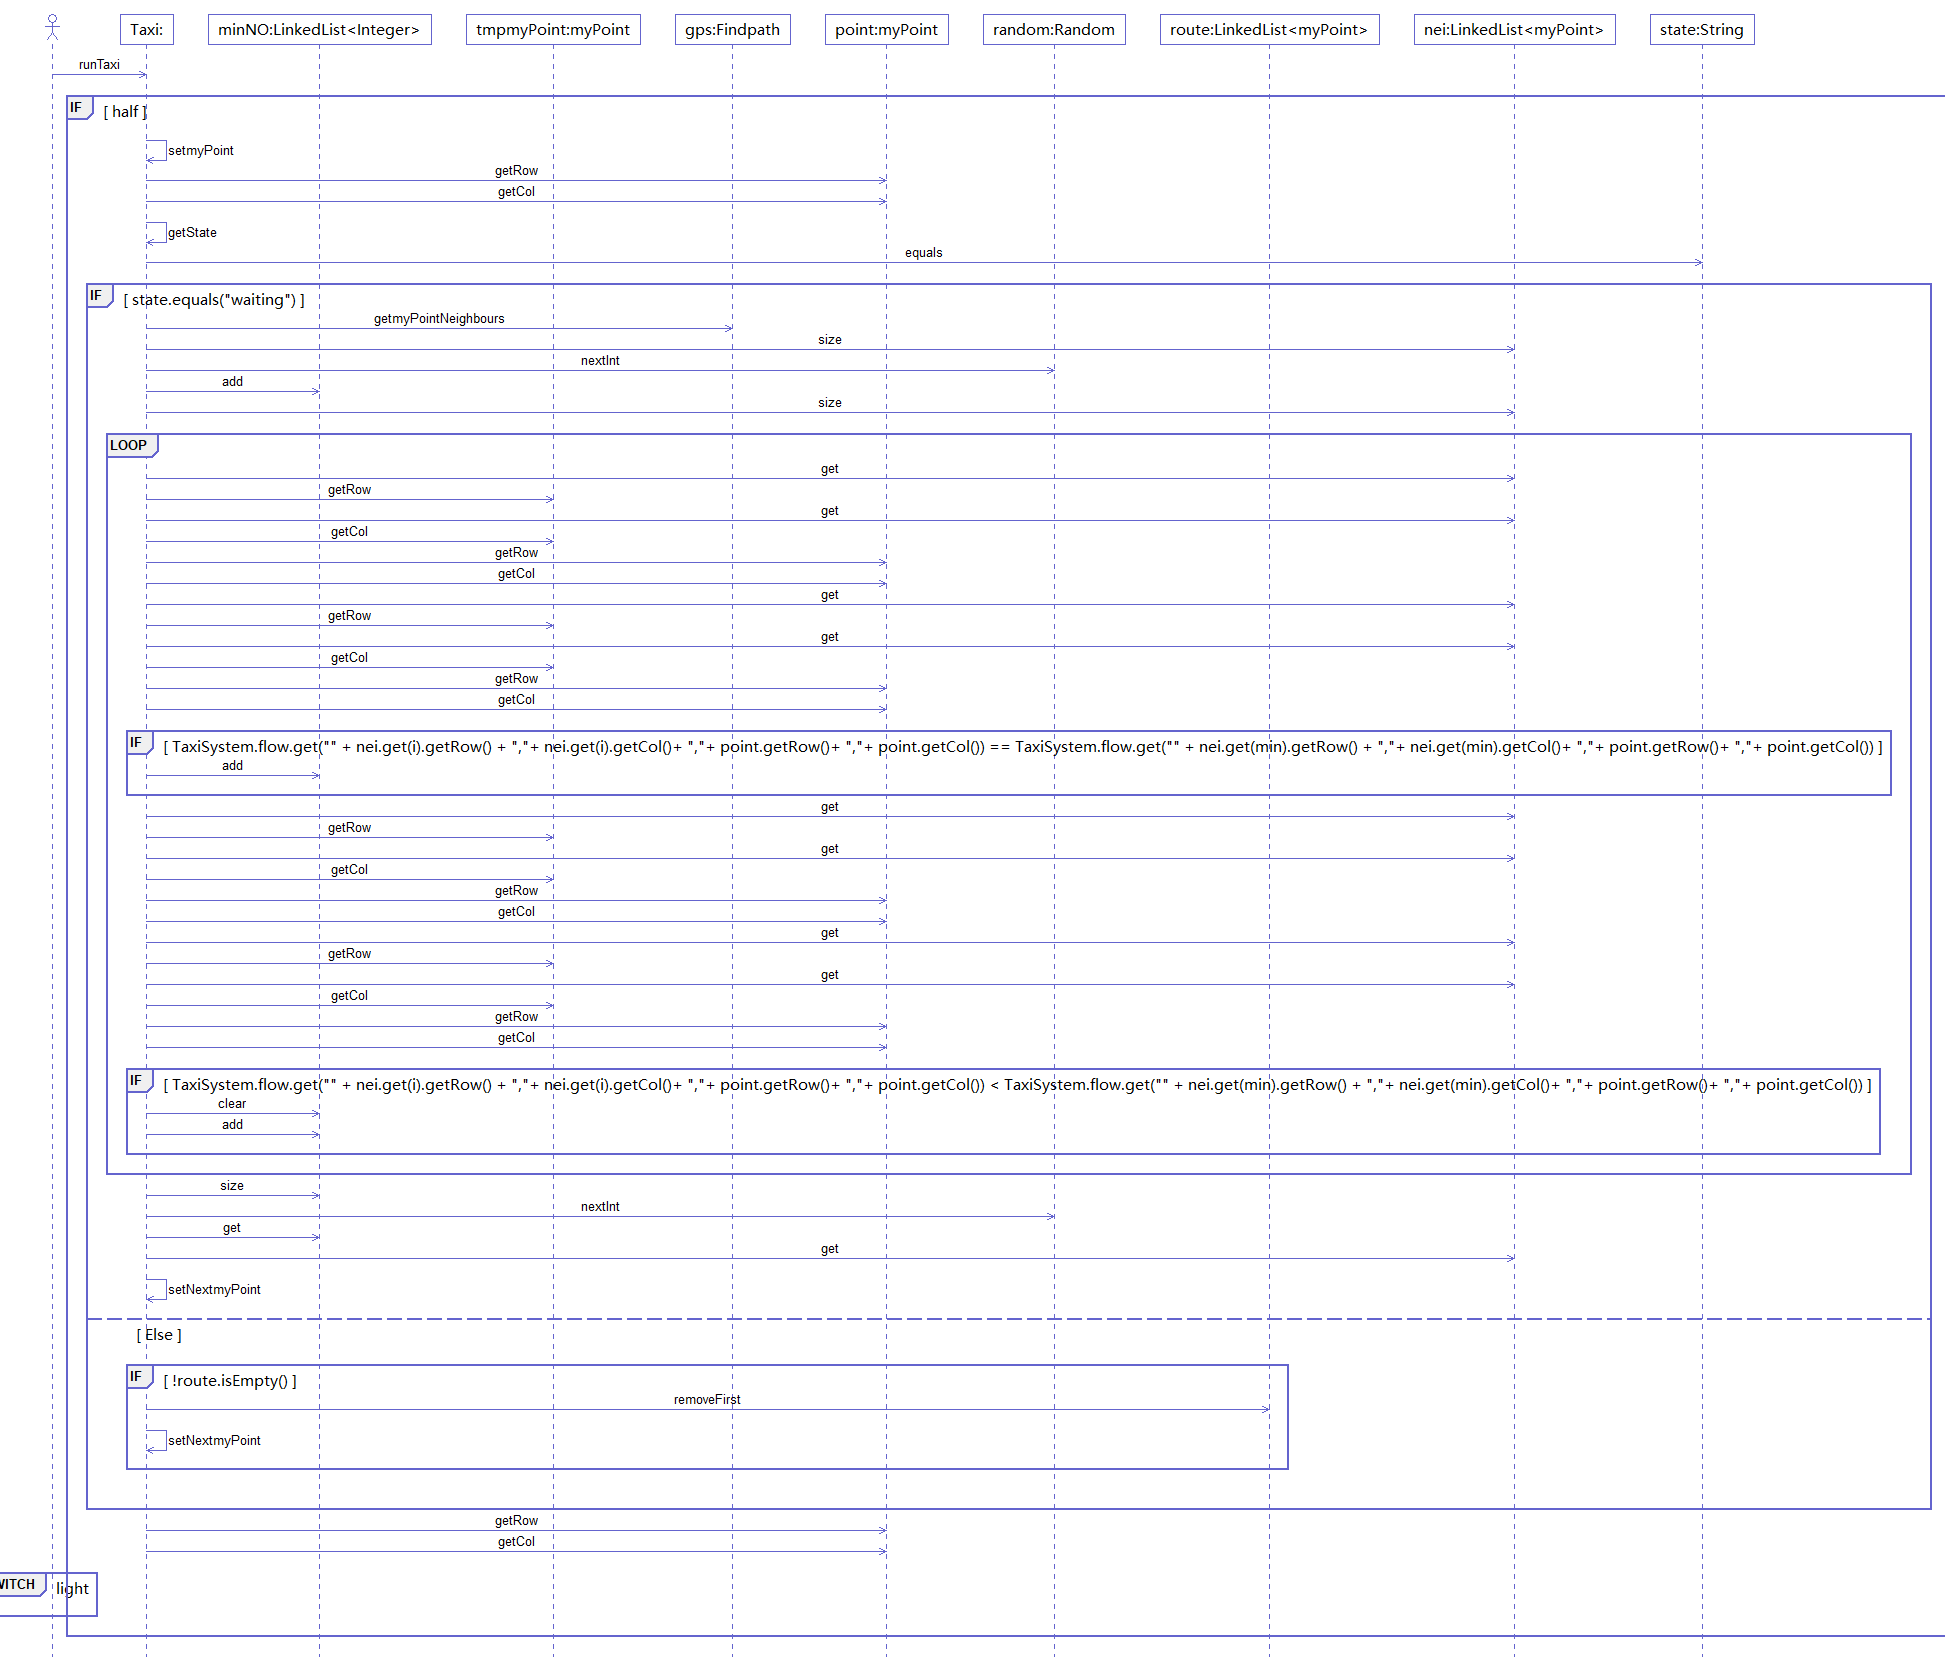 Taxi:
minNO:LinkedList<Integer>
tmpmyPoint:myPoint
gps:Findpath
point:myPoint
random:Random
route:LinkedList<myPoint>
nei:LinkedList<myPoint>
state:String
runTaxi
IF
[ half ]
setmyPoint
getRow
getCol
getState
equals
IF
[ state.equals("waiting") ]
getmyPointNeighbours
size
nextInt
add
size
LOOP
get
getRow
get
getCol
getRow
getCol
get
getRow
get
getCol
getRow
getCol
IF
[ TaxiSystem.flow.get("" + nei.get(i).getRow() + ","+ nei.get(i).getCol()+ ","+ point.getRow()+ ","+ point.getCol()) == TaxiSystem.flow.get("" + nei.get(min).getRow() + ","+ nei.get(min).getCol()+ ","+ point.getRow()+ ","+ point.getCol()) ]
add
get
getRow
get
getCol
getRow
getCol
get
getRow
get
getCol
getRow
getCol
IF
[ TaxiSystem.flow.get("" + nei.get(i).getRow() + ","+ nei.get(i).getCol()+ ","+ point.getRow()+ ","+ point.getCol()) < TaxiSystem.flow.get("" + nei.get(min).getRow() + ","+ nei.get(min).getCol()+ ","+ point.getRow()+ ","+ point.getCol()) ]
clear
add
size
nextInt
get
get
setNextmyPoint
[ Else ]
IF
[ !route.isEmpty() ]
removeFirst
setNextmyPoint
getRow
getCol
ITCH
light